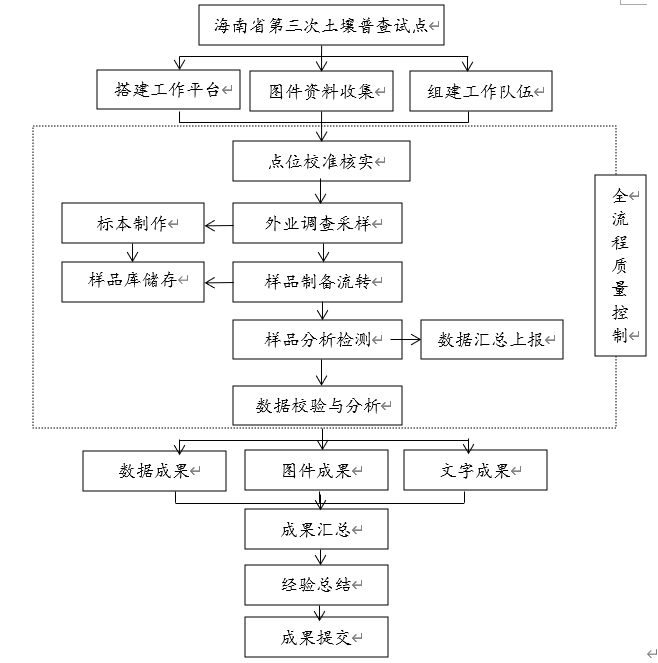 海南省第三次土壤普查试点
搭建工作平台
图件资料收集
组建工作队伍
点位校准核实
标本制作
外业调查采样
样品库储存
样品制备流转
样品分析检测
数据汇总上报
数据校验与分析
全
流
程
质
量
控
制
数据成果
图件成果
文字成果
成果汇总
经验总结
成果提交